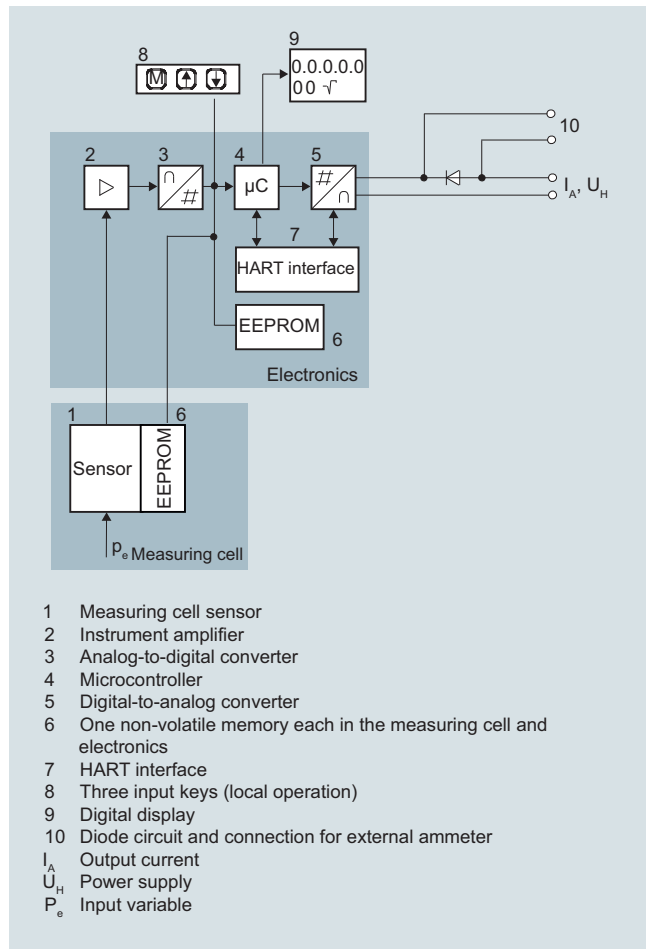 8
9
M
0.0.0.0.0
00 √
10
2
3
4
5
∩
#
µC
#
∩
I_A, U_H
7
HART interface
EEPROM
6
Electronics
1
6
Sensor
EEPROM
p_e Measuring cell
1 Measuring cell sensor
2 Instrument amplifier
3 Analog-to-digital converter
4 Microcontroller
5 Digital-to-analog converter
6 One non-volatile memory each in the measuring cell and
electronics
7 HART interface
8 Three input keys (local operation)
9 Digital display
10 Diode circuit and connection for external ammeter
I_A Output current
U_H Power supply
P_e Input variable